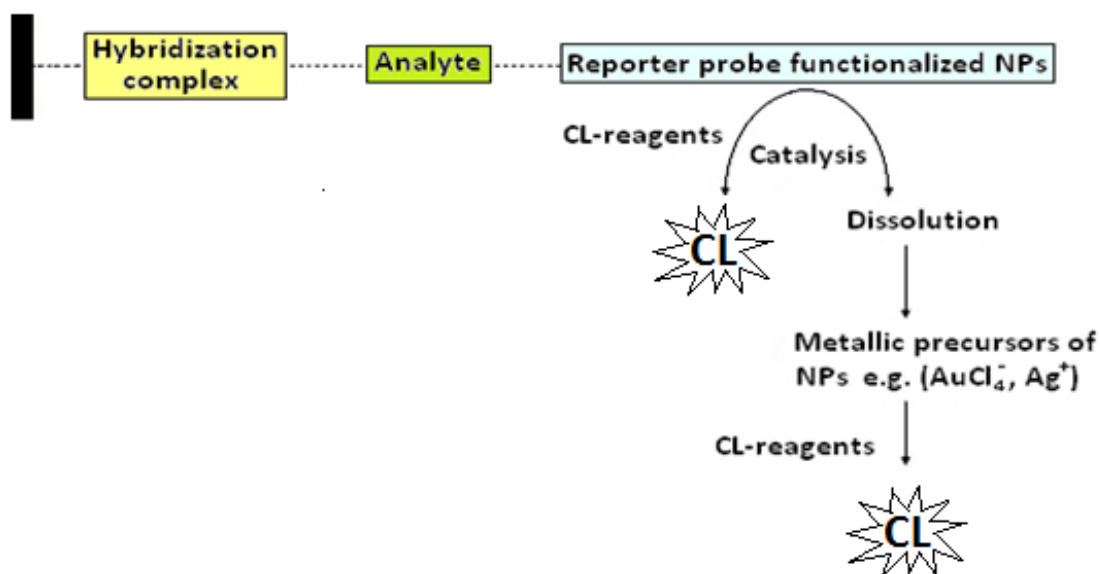 Hybridization
complex
Analyte
Reporter probe functionalized NPs
CL-reagents
Catalysis
CL
Dissolution
Metallic precursors of
NPs e.g. (AuCl₄⁻, Ag⁺)
CL-reagents
CL